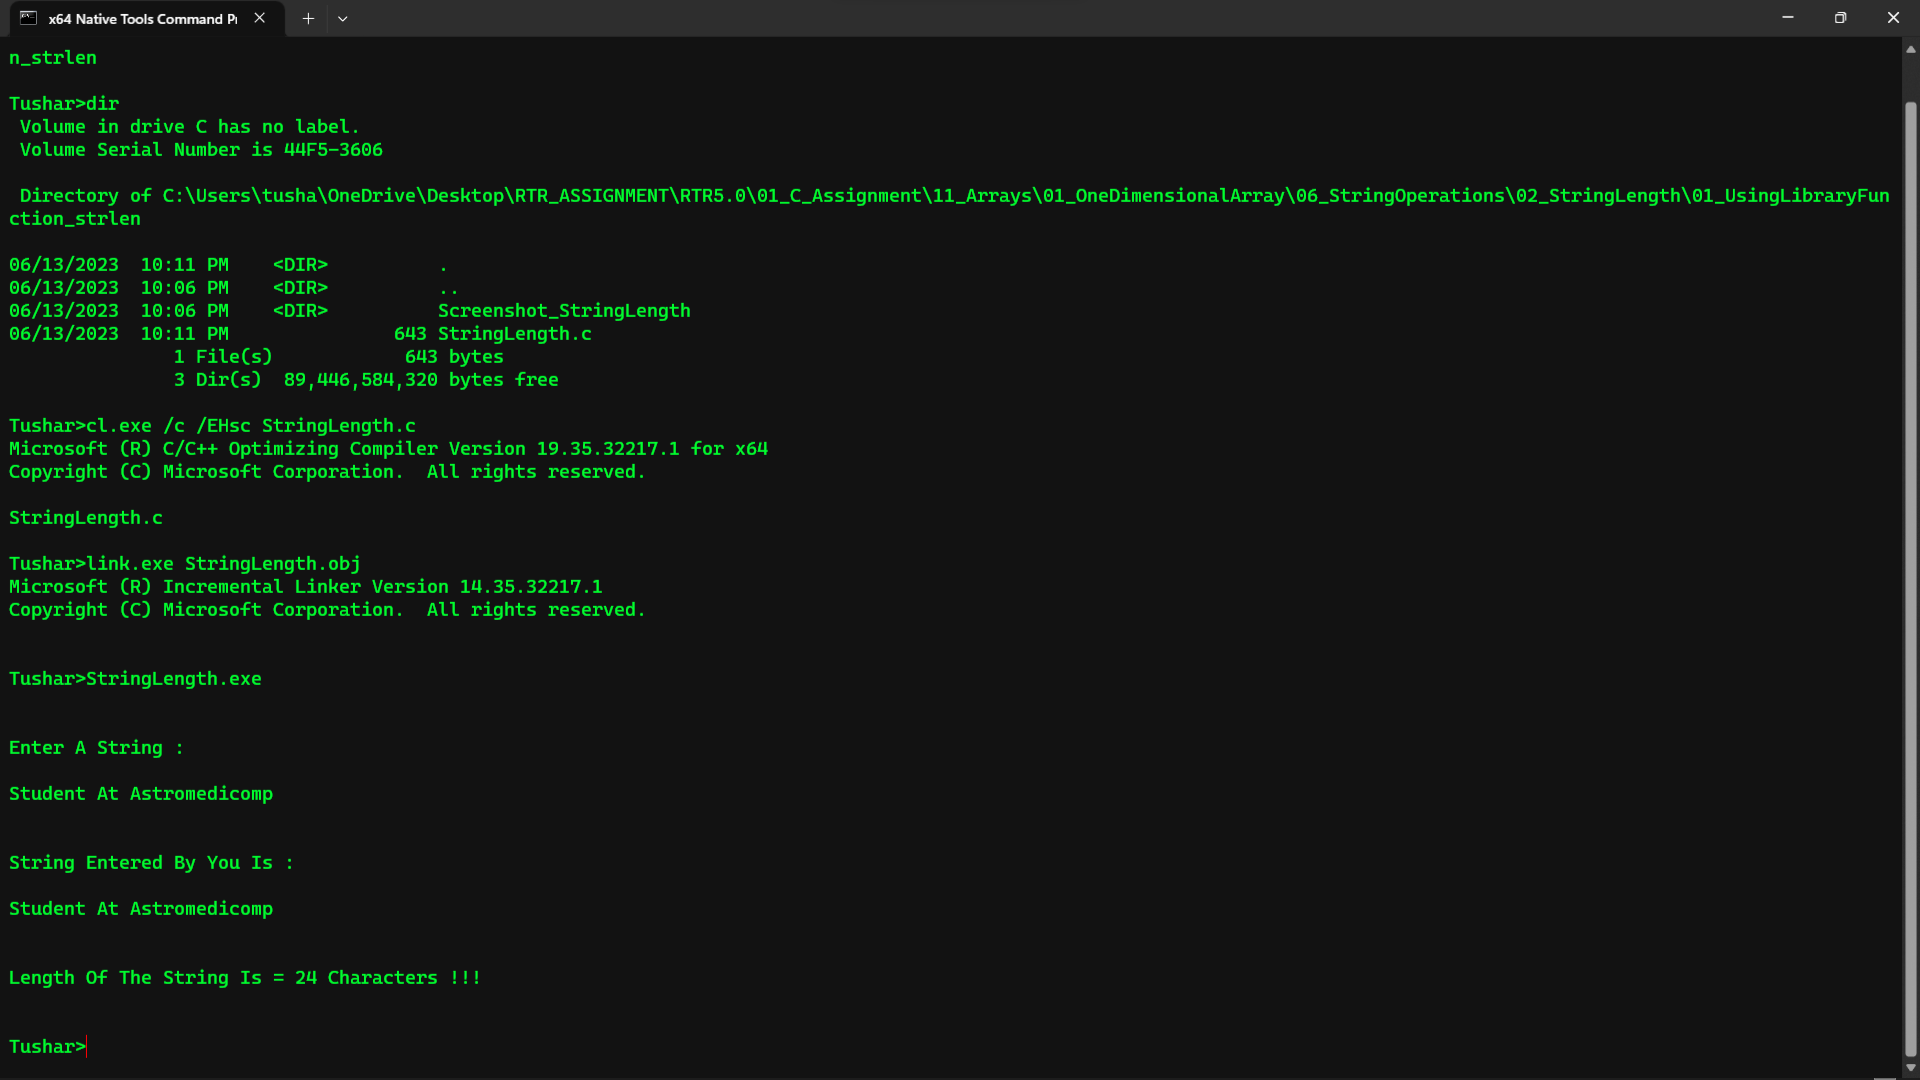 x64 Native Tools Command Pr
n_strlen
Tushar>dir
 Volume in drive C has no label.
 Volume Serial Number is 44F5-3606
 Directory of C:\Users\tusha\OneDrive\Desktop\RTR_ASSIGNMENT\RTR5.0\01_C_Assignment\11_Arrays\01_OneDimensionalArray\06_StringOperations\02_StringLength\01_UsingLibraryFun
ction_strlen
06/13/2023  10:11 PM    <DIR>          .
06/13/2023  10:06 PM    <DIR>          ..
06/13/2023  10:06 PM    <DIR>          Screenshot_StringLength
06/13/2023  10:11 PM               643 StringLength.c
               1 File(s)            643 bytes
               3 Dir(s)  89,446,584,320 bytes free
Tushar>cl.exe /c /EHsc StringLength.c
Microsoft (R) C/C++ Optimizing Compiler Version 19.35.32217.1 for x64
Copyright (C) Microsoft Corporation.  All rights reserved.
StringLength.c
Tushar>link.exe StringLength.obj
Microsoft (R) Incremental Linker Version 14.35.32217.1
Copyright (C) Microsoft Corporation.  All rights reserved.
Tushar>StringLength.exe
Enter A String :
Student At Astromedicomp
String Entered By You Is :
Student At Astromedicomp
Length Of The String Is = 24 Characters !!!
Tushar>